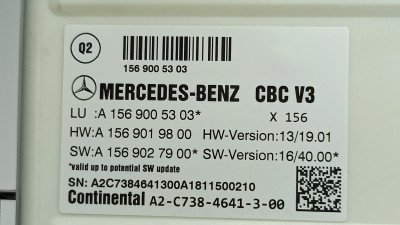 Q2
156 900 53 03
MERCEDES-BENZ CBC V3
LU :A 156 900 53 03* X 156
HW:A 156 901 98 00 HW-Version:13/19.01
SW:A 156 902 79 00* SW-Version:16/40.00*
*valid up to potential SW update
SN: A2C7384641300A1811500210
Continental A2-C738-4641-3-00